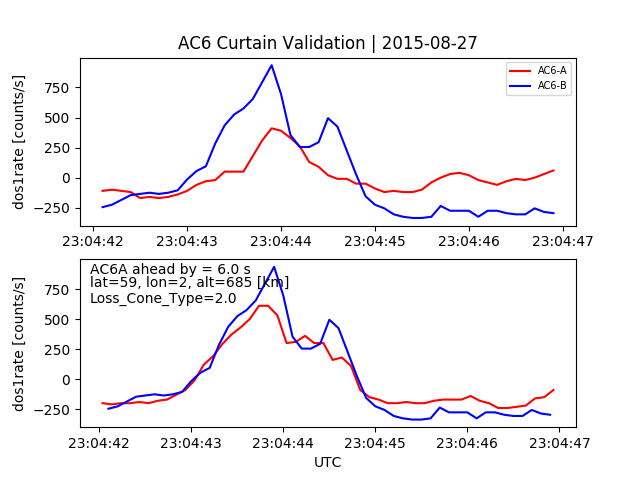 AC6 Curtain Validation | 2015-08-27
dos1rate [counts/s]
750
500
250
0
−250
AC6-A
AC6-B
23:04:42 23:04:43 23:04:44 23:04:45 23:04:46 23:04:47
dos1rate [counts/s]
750
500
250
0
−250
AC6A ahead by = 6.0 s
lat=59, lon=2, alt=685 [km]
Loss_Cone_Type=2.0
23:04:42 23:04:43 23:04:44 23:04:45 23:04:46 23:04:47
UTC